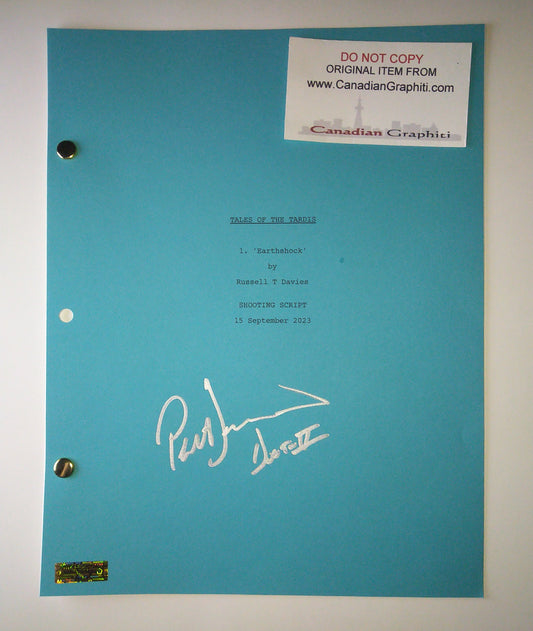 DO NOT COPY
ORIGINAL ITEM FROM
www.CanadianGraphiti.com
Canadian Graphiti
TALES OF THE TARDIS
1. 'Earthshock'
by
Russell T Davies
SHOOTING SCRIPT
15 September 2023